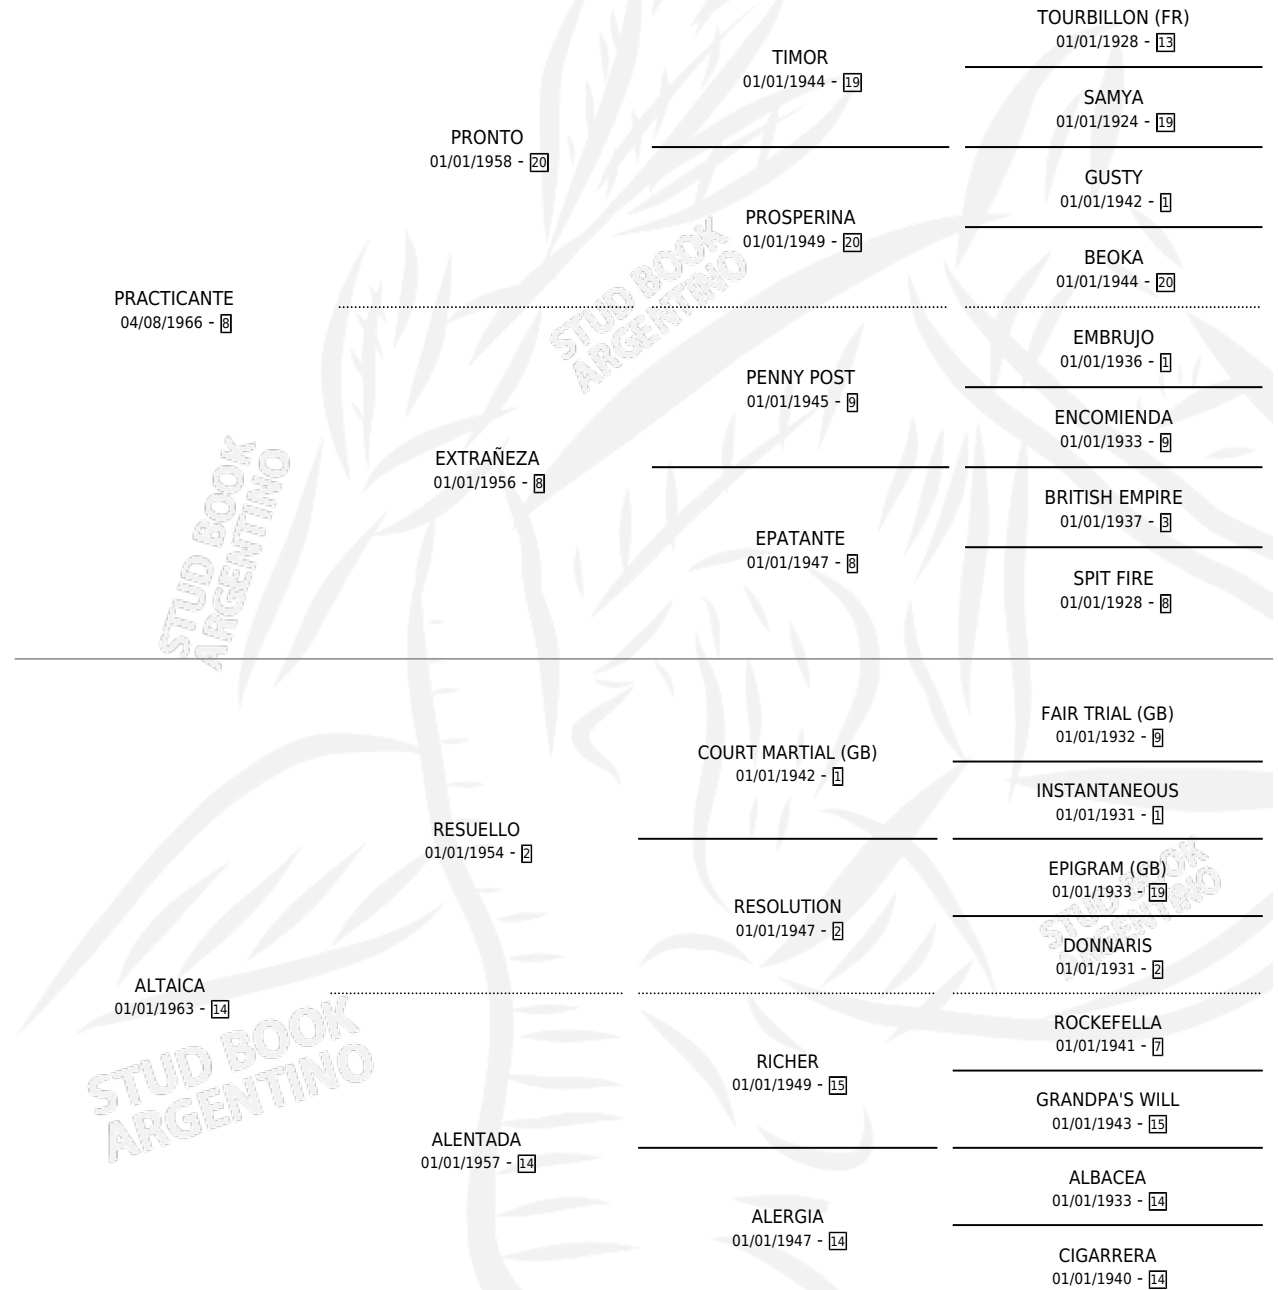 TOURBILLON (FR)
01/01/1928 - 13
TIMOR
01/01/1944 - 19
SAMYA
01/01/1924 - 19
PRONTO
01/01/1958 - 20
GUSTY
01/01/1942 - 1
PROSPERINA
01/01/1949 - 20
BEOKA
01/01/1944 - 20
PRACTICANTE
04/08/1966 - 8
STUD BOOK
ARGENTINO
EMBRUJO
01/01/1936 - 1
PENNY POST
01/01/1945 - 9
ENCOMIENDA
01/01/1933 - 9
EXTRAÑEZA
01/01/1956 - 8
BRITISH EMPIRE
01/01/1937 - 3
EPATANTE
01/01/1947 - 8
SPIT FIRE
01/01/1928 - 8
STUD BOOK
ARGENTINO
FAIR TRIAL (GB)
01/01/1932 - 9
COURT MARTIAL (GB)
01/01/1942 - 1
INSTANTANEOUS
01/01/1931 - 1
RESUELLO
01/01/1954 - 2
EPIGRAM (GB)
01/01/1933 - 19
RESOLUTION
01/01/1947 - 2
DONNARIS
01/01/1931 - 2
STUD BOOK
ARGENTINO
ALTAICA
01/01/1963 - 14
ROCKEFELLA
01/01/1941 - 7
RICHER
01/01/1949 - 15
GRANDPA'S WILL
01/01/1943 - 15
STUD BOOK
ARGENTINO
ALENTADA
01/01/1957 - 14
ALBACEA
01/01/1933 - 14
ALERGIA
01/01/1947 - 14
CIGARRERA
01/01/1940 - 14